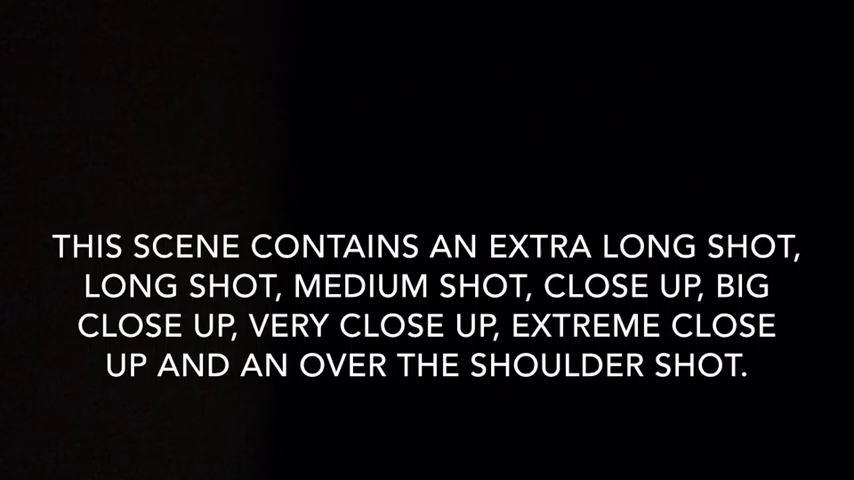 THIS SCENE CONTAINS AN EXTRA LONG SHOT,
LONG SHOT, MEDIUM SHOT, CLOSE UP, BIG
CLOSE UP, VERY CLOSE UP, EXTREME CLOSE
UP AND AN OVER THE SHOULDER SHOT.